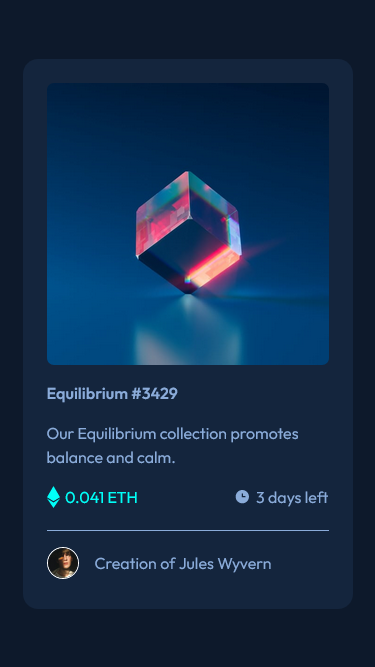 Equilibrium #3429
Our Equilibrium collection promotes
balance and calm.
0.041 ETH 3 days left
Creation of Jules Wyvern